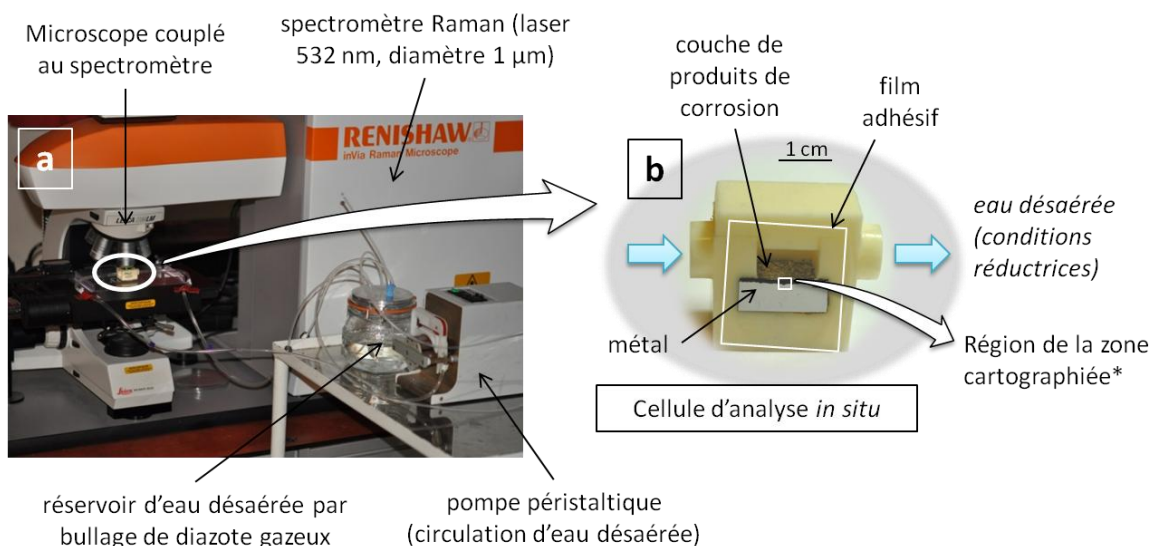 Microscope couplé
au spectromètre
spectromètre Raman (laser
532 nm, diamètre 1 µm)
couche de
produits de
corrosion
film
adhésif
a
RENISHAW
inVia Raman Microscope
b
1 cm
eau désaérée
(conditions
réductrices)
métal
Région de la zone
cartographiée*
Cellule d'analyse in situ
réservoir d'eau désaérée par
bullage de diazote gazeux
pompe péristaltique
(circulation d'eau désaérée)